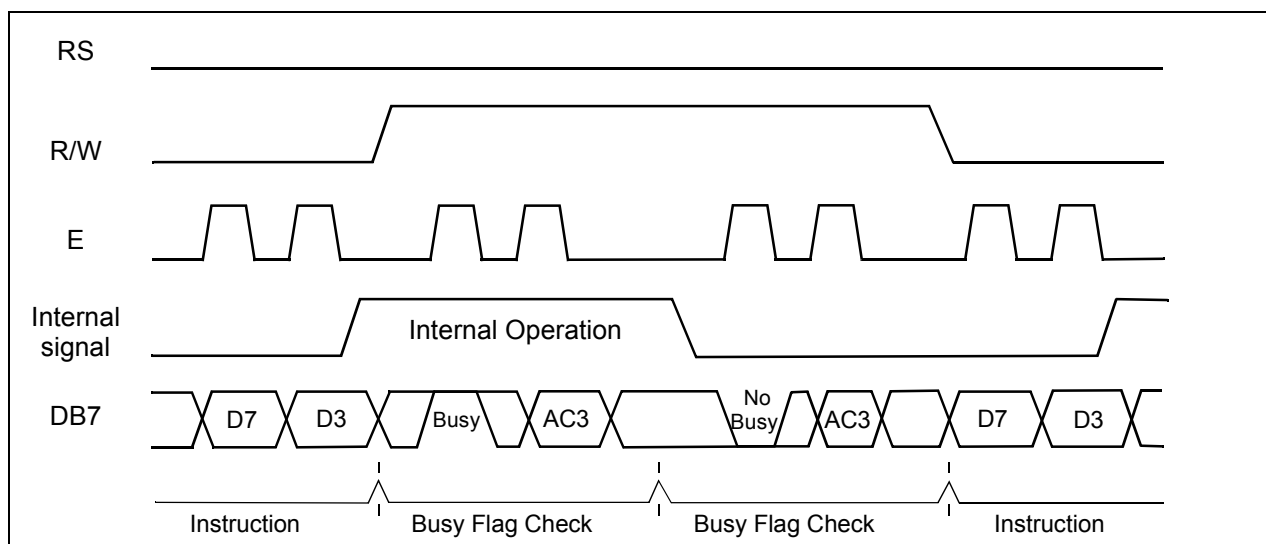 RS
R/W
E
Internal
signal
Internal Operation
DB7
D7
D3
Busy
AC3
No
Busy
AC3
D7
D3
Instruction
Busy Flag Check
Busy Flag Check
Instruction